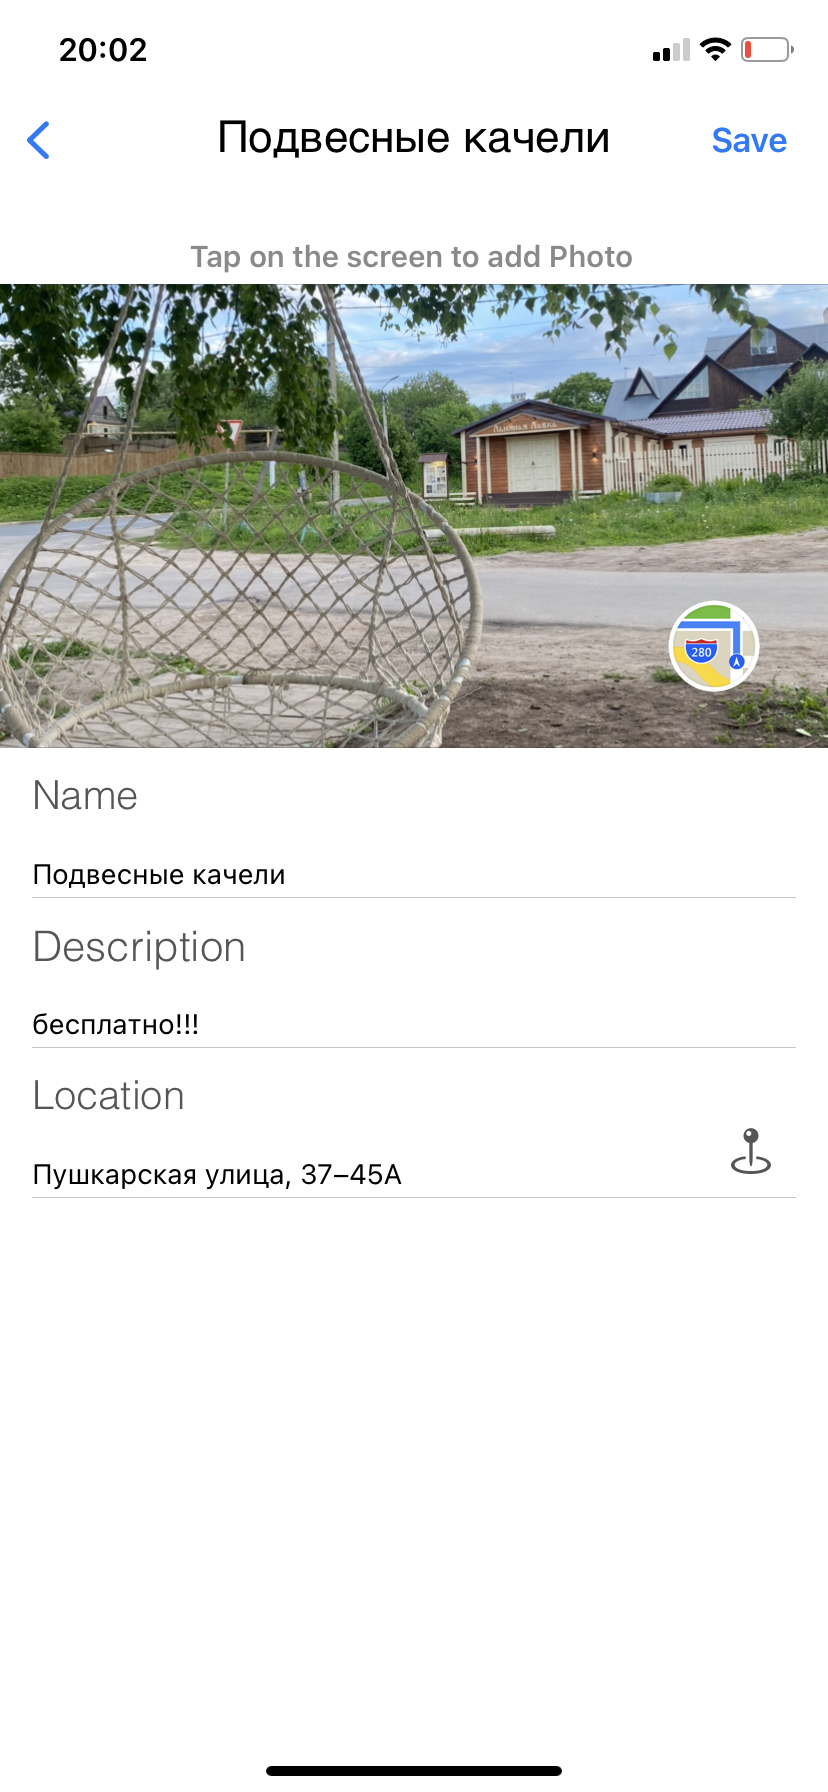 20:02
Подвесные качели
Save
Tap on the screen to add Photo
280
Name
Подвесные качели
Description
бесплатно!!!
Location
Пушкарская улица, 37–45А